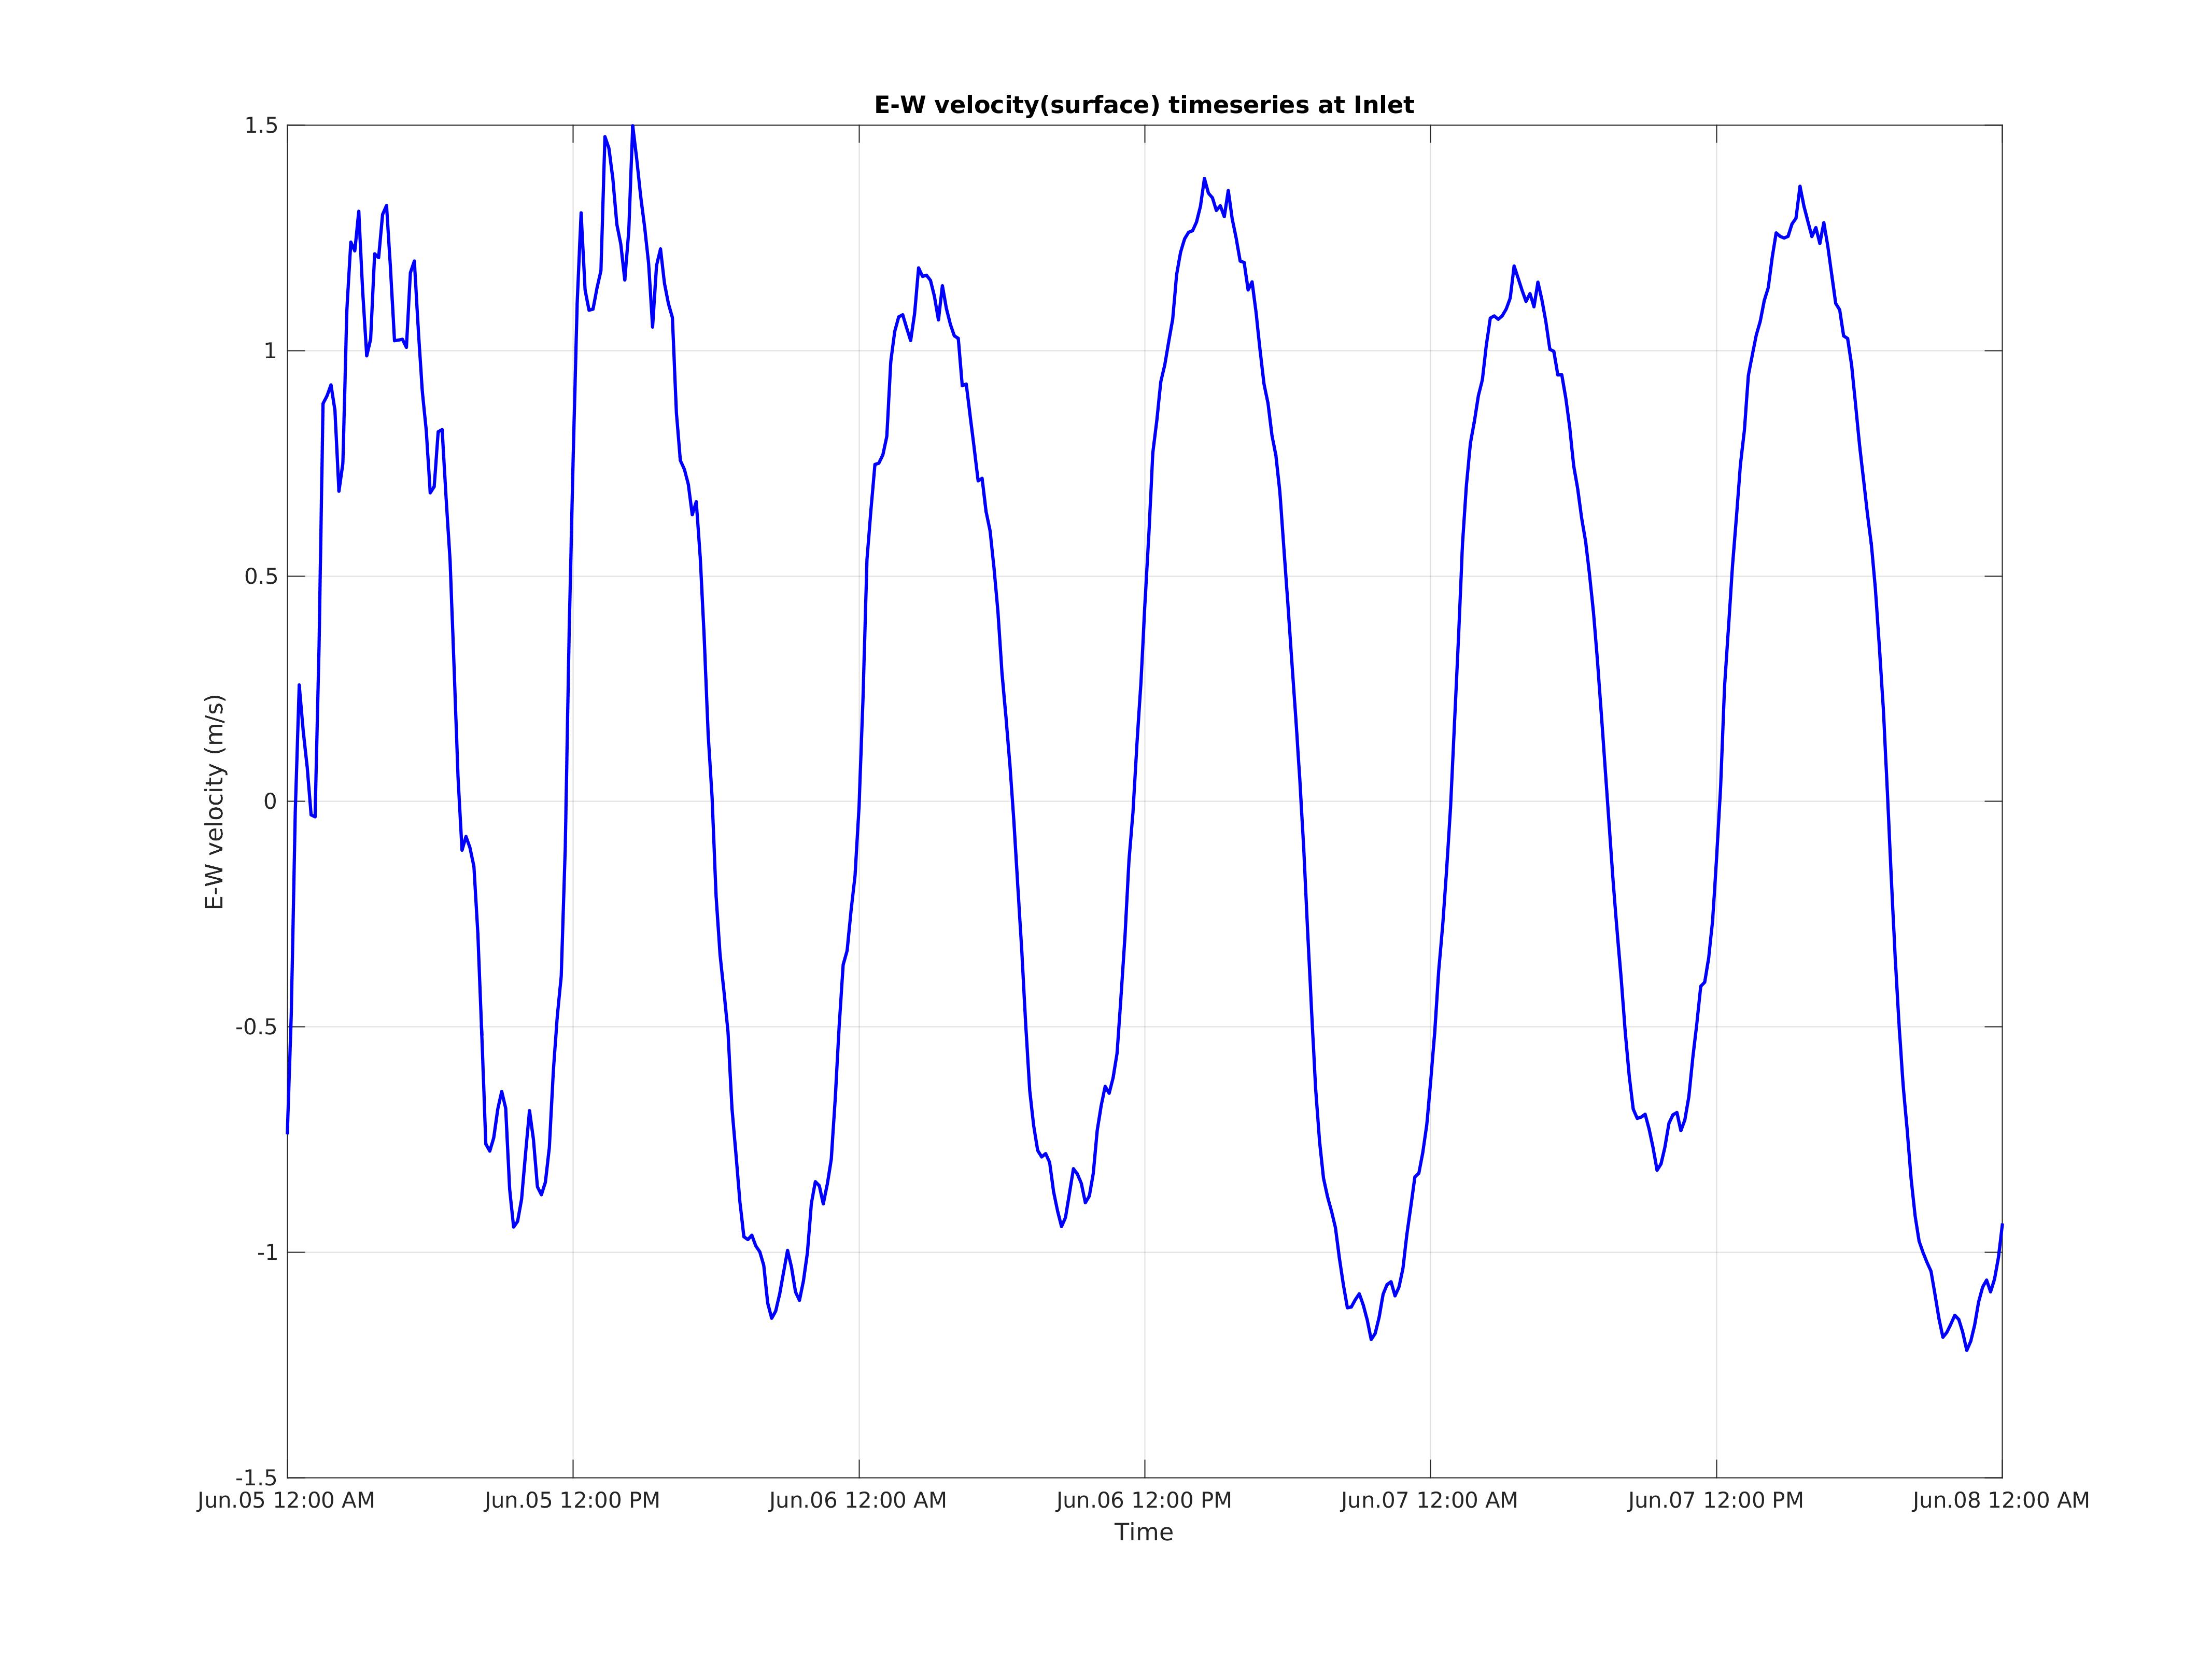 E-W velocity(surface) timeseries at Inlet
1.5
1
0.5
0
-0.5
-1
-1.5
E-W velocity (m/s)
Jun.05 12:00 AM Jun.05 12:00 PM Jun.06 12:00 AM Jun.06 12:00 PM Jun.07 12:00 AM Jun.07 12:00 PM Jun.08 12:00 AM
Time